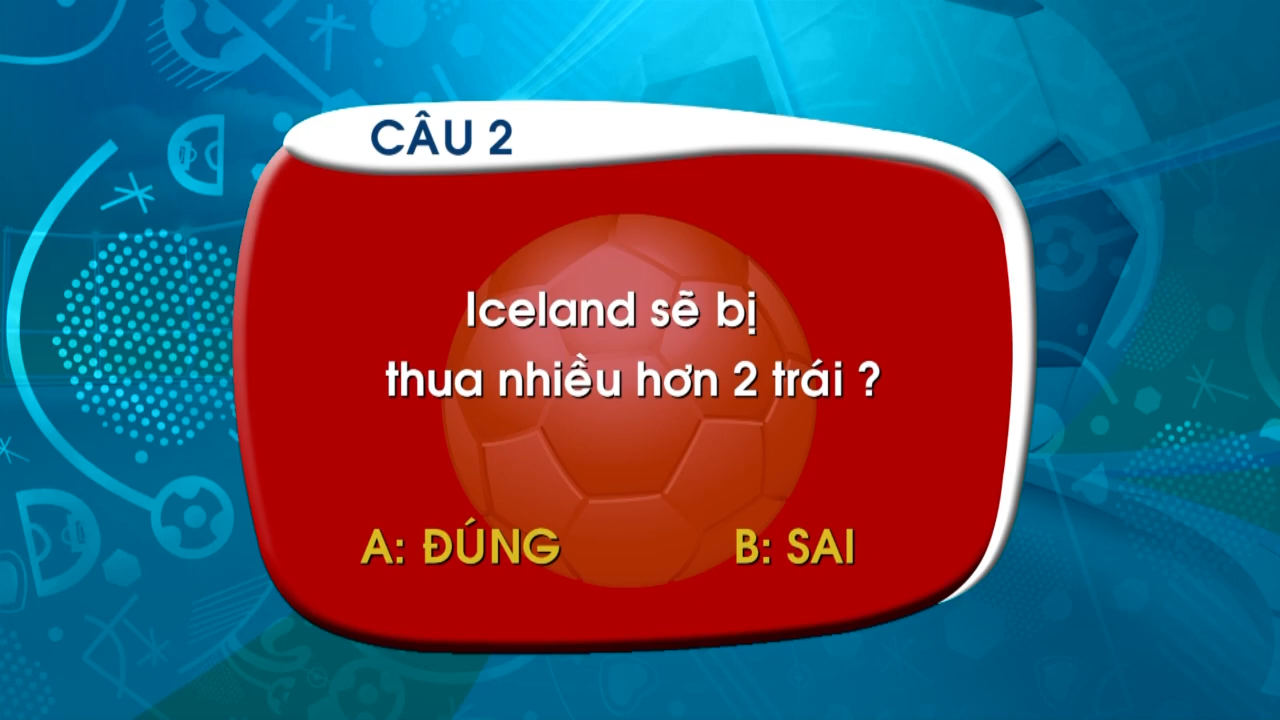 CÂU 2
Iceland sẽ bị
thua nhiều hơn 2 trái ?
A: ĐÚNG B: SAI